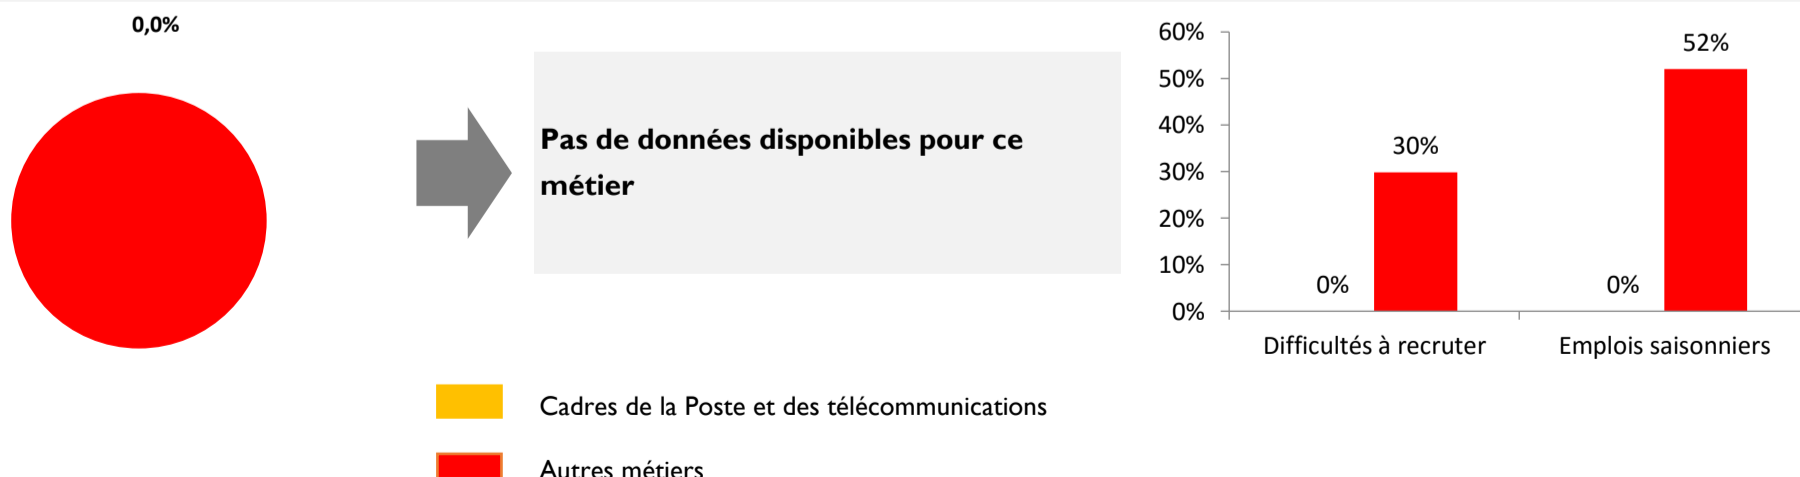 0,0%
Pas de données disponibles pour ce
métier
60%
50%
40%
30%
20%
10%
0%
0%
30%
0%
52%
Difficultés à recruter
Emplois saisonniers
Cadres de la Poste et des télécommunications
Autres métiers